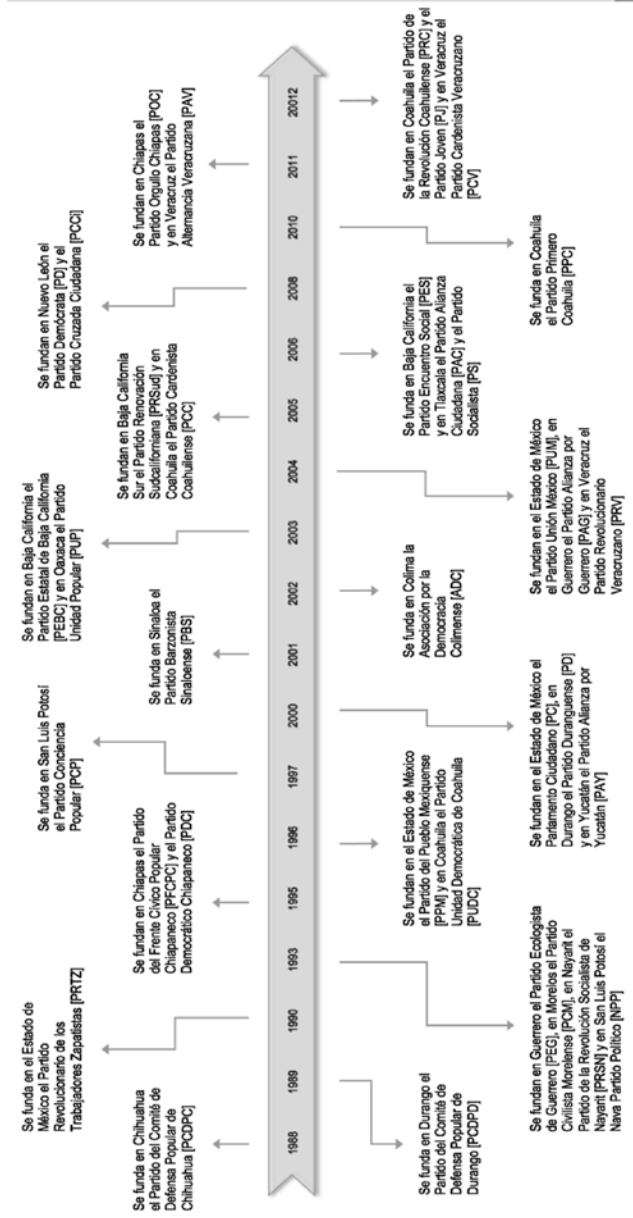 Se funda en el Estado de
México el Partido
Revolucionario de los
Trabajadores Zapatistas [PRTZ]
Se funda en San Luis Potosí
el Partido Conciencia
Popular [PCP]
Se fundan en Baja California el
Partido Estatal de Baja California
[PEBC] y en Oaxaca el Partido
Unidad Popular [PUP]
Se fundan en Nuevo León el
Partido Demócrata [PD] y el
Partido Cruzada Ciudadana [PCCi]
Se funda en Chihuahua
el Partido del Comité de
Defensa Popular de
Chihuahua [PCDPC]
Se fundan en Chiapas el Partido
del Frente Cívico Popular
Chiapaneco [PFCPC] y el Partido
Democrático Chiapaneco [PDC]
Se funda en Sinaloa el
Partido Barzonista
Sinaloense [PBS]
Se fundan en Baja California
Sur el Partido Renovación
Sudcaliforniana [PRSud] y en
Coahuila el Partido Cardenista
Coahuilense [PCC]
Se fundan en Chiapas el
Partido Orgullo Chiapas [POC]
y en Veracruz el Partido
Alternancia Veracruzana [PAV]
1988 1989 1990 1993 1995 1996 1997 2000 2001 2002 2003 2004 2005 2006 2008 2010 2011 20012
Se funda en Durango el
Partido del Comité de
Defensa Popular de
Durango [PCDPD]
Se fundan en el Estado de México
el Partido del Pueblo Mexiquense
[PPM] y en Coahuila el Partido
Unidad Democrática de Coahuila
[PUDC]
Se funda en Colima la
Asociación por la
Democracia
Colimense [ADC]
Se fundan en Baja California el
Partido Encuentro Social [PES]
y en Tlaxcala el Partido Alianza
Ciudadana [PAC] y el Partido
Socialista [PS]
Se fundan en Coahuila el Partido de
la Revolución Coahuilense [PRC] y el
Partido Joven [PJ] y en Veracruz el
Partido Cardenista Veracruzano
[PCV]
Se fundan en Guerrero el Partido Ecologista
de Guerrero [PEG], en Morelos el Partido
Civilista Morelense [PCM], en Nayarit el
Partido de la Revolución Socialista de
Nayarit [PRSN] y en San Luis Potosí el
Nava Partido Político [NPP]
Se fundan en el Estado de México el
Parlamento Ciudadano [PC], en
Durango el Partido Duranguense [PD]
y en Yucatán el Partido Alianza por
Yucatán [PAY]
Se fundan en el Estado de México
el Partido Unión México [PUM], en
Guerrero el Partido Alianza por
Guerrero [PAG] y en Veracruz el
Partido Revolucionario
Veracruzano [PRV]
Se funda en Coahuila
el Partido Primero
Coahuila [PPC]